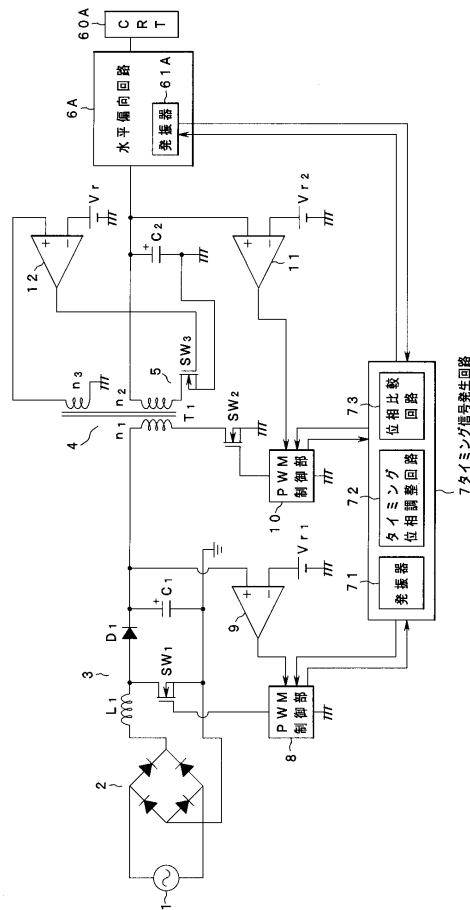 60A
CRT
6A
水平偏向回路
発振器
61A
12
+
-
Vr
+
C2
11
+
-
Vr2
4
n3
n2
n1
T1
5
SW3
SW2
PWM
制御部
10
7タイミング信号発生回路
71
発振器
72
タイミング
位相調整回路
73
位相比較
回路
3
L1
D1
SW1
+
C1
9
+
-
Vr1
PWM
制御部
8
2
1